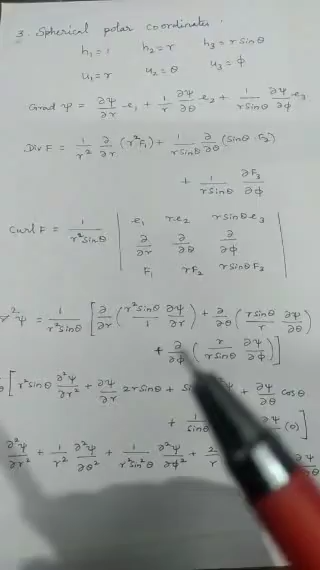 3. Spherical polar coordinates.
h₁ = 1 h₂ = r h₃ = r sinθ
u₁ = r u₂ = θ u₃ = ϕ
Grad ψ = ∂ψ/∂r e₁ + 1/r ∂ψ/∂θ e₂ + 1/(r sinθ) ∂ψ/∂ϕ e₃
Div F = 1/r² ∂/∂r (r²F₁) + 1/(r sinθ) ∂/∂θ (sinθ F₂)
+ 1/(r sinθ) ∂F₃/∂ϕ
Curl F = 1/(r² sinθ) | e₁ r e₂ r sinθ e₃
∂/∂r ∂/∂θ ∂/∂ϕ
F₁ rF₂ r sinθ F₂ |
²ψ = 1/(r² sinθ) [ ∂/∂r (r² sinθ/1 ∂ψ/∂r) + ∂/∂θ (r sinθ/r ∂ψ/∂θ)
+ ∂/∂ϕ (r/(r sinθ) ∂ψ/∂ϕ) ]
[ r² sinθ ∂²ψ/∂r² + ∂ψ/∂r 2r sinθ + ∂ψ/∂θ cosθ
+ 1/sinθ ∂ψ (0) ]
∂²ψ/∂r² + 1/r² ∂²ψ/∂θ² + 1/(r² sin²θ) ∂²ψ/∂ϕ² + 2/r